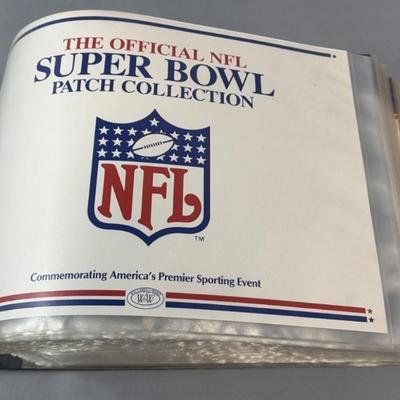 THE OFFICIAL NFL
SUPER BOWL
PATCH COLLECTION
NFL
TM
Commemorating America's Premier Sporting Event
W&W